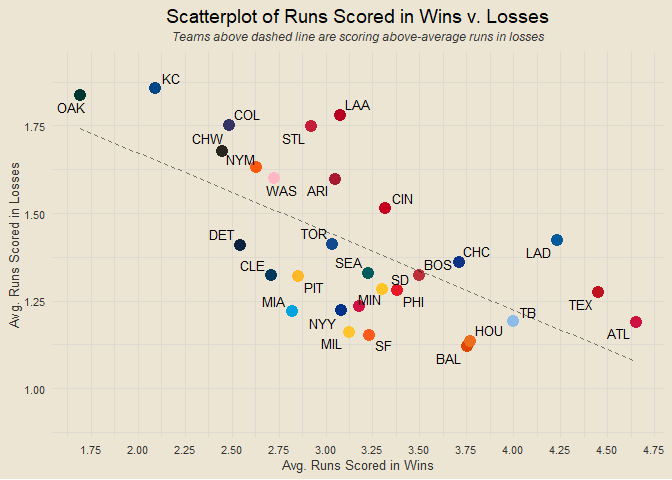 Scatterplot of Runs Scored in Wins v. Losses
Teams above dashed line are scoring above-average runs in losses
KC
OAK
LAA
COL
1.75
STL
CHW
NYM
WAS
ARI
CIN
1.50
DET
TOR
LAD
CHC
BOS
SEA
CLE
SD
PIT
TEX
1.25
MIA
MIN
PHI
TB
NYY
ATL
HOU
MIL
SF
BAL
1.00
Avg. Runs Scored in Losses
1.75 2.00 2.25 2.50 2.75 3.00 3.25 3.50 3.75 4.00 4.25 4.50 4.75
Avg. Runs Scored in Wins